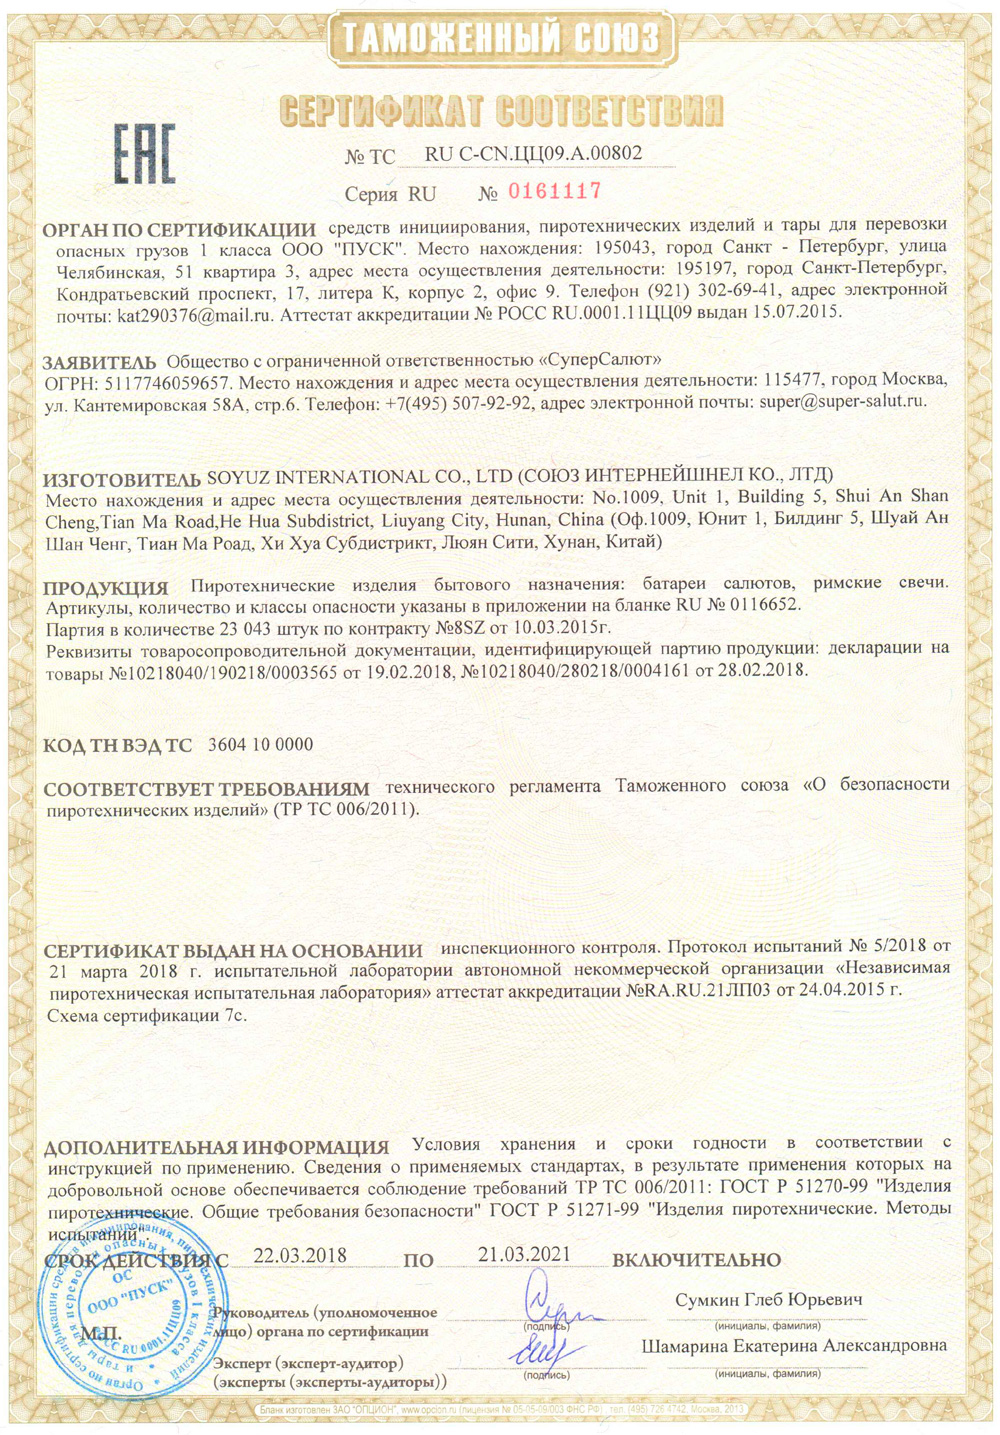 ТАМОЖЕННЫЙ СОЮЗ
СЕРТИФИКАТ СООТВЕТСТВИЯ
EAC
№ ТС RU C-CN.ЦЦ09.А.00802
Серия RU № 0161117
ОРГАН ПО СЕРТИФИКАЦИИ средств инициирования, пиротехнических изделий и тары для перевозки
опасных грузов 1 класса ООО "ПУСК". Место нахождения: 195043, город Санкт - Петербург, улица
Челябинская, 51 квартира 3, адрес места осуществления деятельности: 195197, город Санкт-Петербург,
Кондратьевский проспект, 17, литера К, корпус 2, офис 9. Телефон (921) 302-69-41, адрес электронной
почты: kat290376@mail.ru. Аттестат аккредитации № РОСС RU.0001.11ЦЦ09 выдан 15.07.2015.
ЗАЯВИТЕЛЬ Общество с ограниченной ответственностью «СуперСалют»
ОГРН: 5117746059657. Место нахождения и адрес места осуществления деятельности: 115477, город Москва,
ул. Кантемировская 58А, стр.6. Телефон: +7(495) 507-92-92, адрес электронной почты: super@super-salut.ru.
ИЗГОТОВИТЕЛЬ SOYUZ INTERNATIONAL CO., LTD (СОЮЗ ИНТЕРНЕЙШНЕЛ КО., ЛТД)
Место нахождения и адрес места осуществления деятельности: No.1009, Unit 1, Building 5, Shui An Shan
Cheng,Tian Ma Road,He Hua Subdistrict, Liuyang City, Hunan, China (Оф.1009, Юнит 1, Билдинг 5, Шуай Ан
Шан Ченг, Тиан Ма Роад, Хи Хуа Субдистрикт, Люян Сити, Хунан, Китай)
ПРОДУКЦИЯ Пиротехнические изделия бытового назначения: батареи салютов, римские свечи.
Артикулы, количество и классы опасности указаны в приложении на бланке RU № 0116652.
Партия в количестве 23 043 штук по контракту №8SZ от 10.03.2015г.
Реквизиты товаросопроводительной документации, идентифицирующей партию продукции: декларации на
товары №10218040/190218/0003565 от 19.02.2018, №10218040/280218/0004161 от 28.02.2018.
КОД ТН ВЭД ТС 3604 10 0000
СООТВЕТСТВУЕТ ТРЕБОВАНИЯМ технического регламента Таможенного союза «О безопасности
пиротехнических изделий» (ТР ТС 006/2011).
СЕРТИФИКАТ ВЫДАН НА ОСНОВАНИИ инспекционного контроля. Протокол испытаний № 5/2018 от
21 марта 2018 г. испытательной лаборатории автономной некоммерческой организации «Независимая
пиротехническая испытательная лаборатория» аттестат аккредитации №RA.RU.21ЛП03 от 24.04.2015 г.
Схема сертификации 7с.
ДОПОЛНИТЕЛЬНАЯ ИНФОРМАЦИЯ Условия хранения и сроки годности в соответствии с
инструкцией по применению. Сведения о применяемых стандартах, в результате применения которых на
добровольной основе обеспечивается соблюдение требований ТР ТС 006/2011: ГОСТ Р 51270-99 "Изделия
пиротехнические. Общие требования безопасности" ГОСТ Р 51271-99 "Изделия пиротехнические. Методы
испытаний".
СРОК ДЕЙСТВИЯ С 22.03.2018 ПО 21.03.2021 ВКЛЮЧИТЕЛЬНО
Орган по сертификации средств инициирования, пиротехнических изделий
и тары для перевозки опасных грузов 1 класса
ОС
ООО "ПУСК"
М.П.
Руководитель (уполномоченное
лицо) органа по сертификации
(подпись)
Сумкин Глеб Юрьевич
(инициалы, фамилия)
Эксперт (эксперт-аудитор)
(эксперты (эксперты-аудиторы))
(подпись)
Шамарина Екатерина Александровна
(инициалы, фамилия)
Бланк изготовлен ЗАО "ОПЦИОН", www.opcion.ru (лицензия № 05-05-09/003 ФНС РФ), тел. (495) 726 4742, Москва, 2013